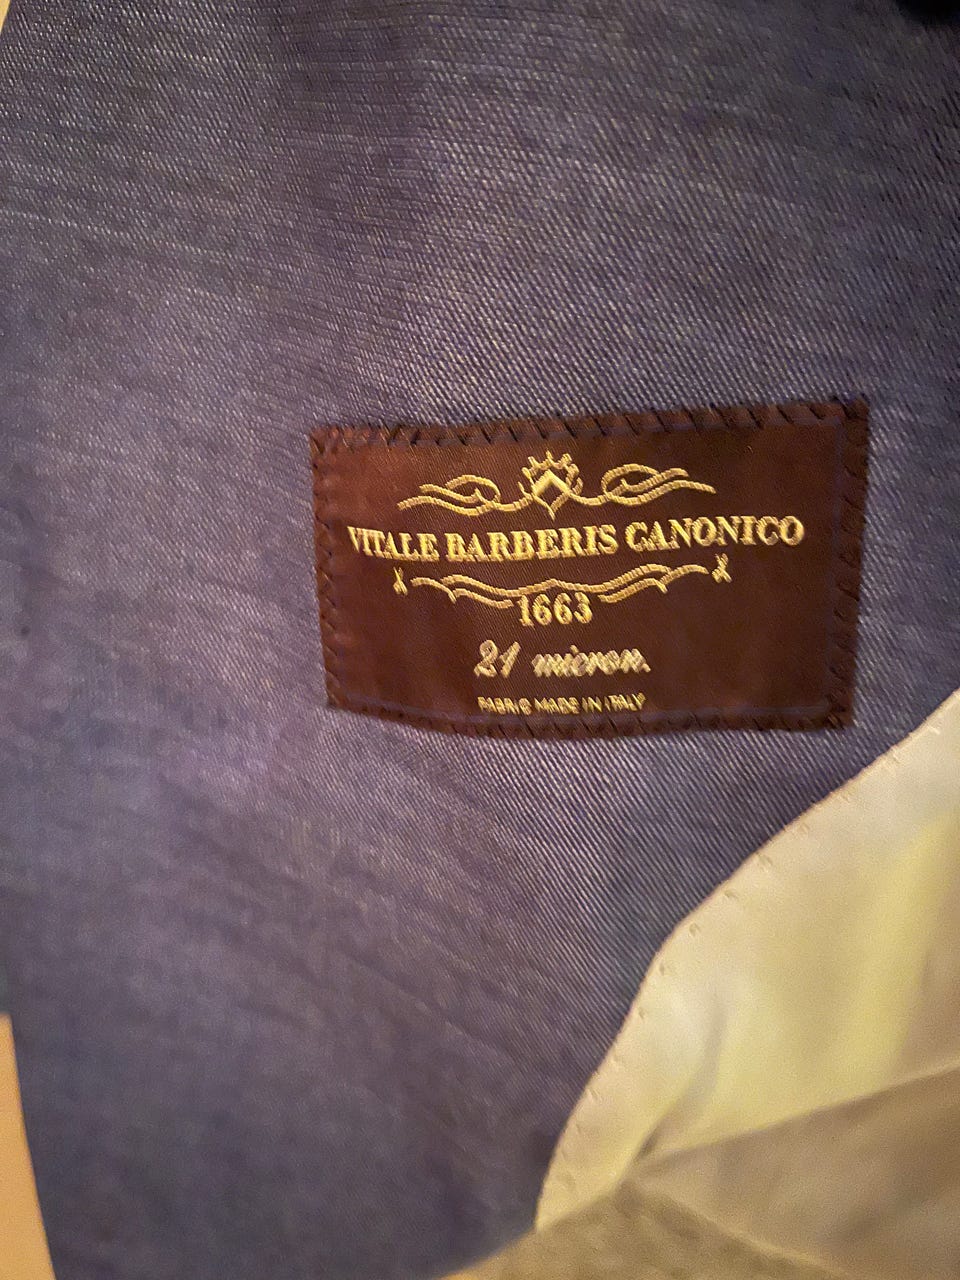 VITALE BARBERIS CANONICO
1663
21 micron.
FABRIC MADE IN ITALY